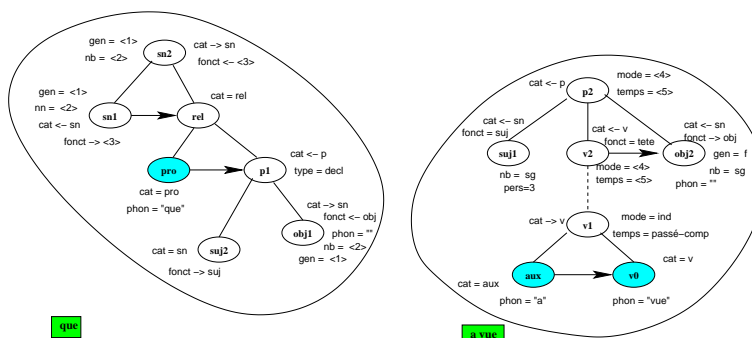 gen = <1>
nb = <2>
sn2
cat -> sn
fonct <- <3>
gen = <1>
nn = <2>
cat <- sn
fonct -> <3>
sn1
cat = rel
rel
pro
cat = pro
phon = "que"
p1
cat <- p
type = decl
cat = sn
suj2
fonct -> suj
obj1
cat -> sn
fonct <- obj
phon = ""
nb = <2>
gen = <1>
que
cat <- p
p2
mode = <4>
temps = <5>
cat <- sn
fonct = suj
suj1
nb = sg
pers=3
cat <- v
fonct = tete
v2
mode = <4>
temps = <5>
cat <- sn
fonct -> obj
obj2
gen = f
nb = sg
phon = ""
cat -> v
v1
mode = ind
temps = passé-comp
cat = aux
aux
phon = "a"
cat = v
v0
phon = "vue"
a vue